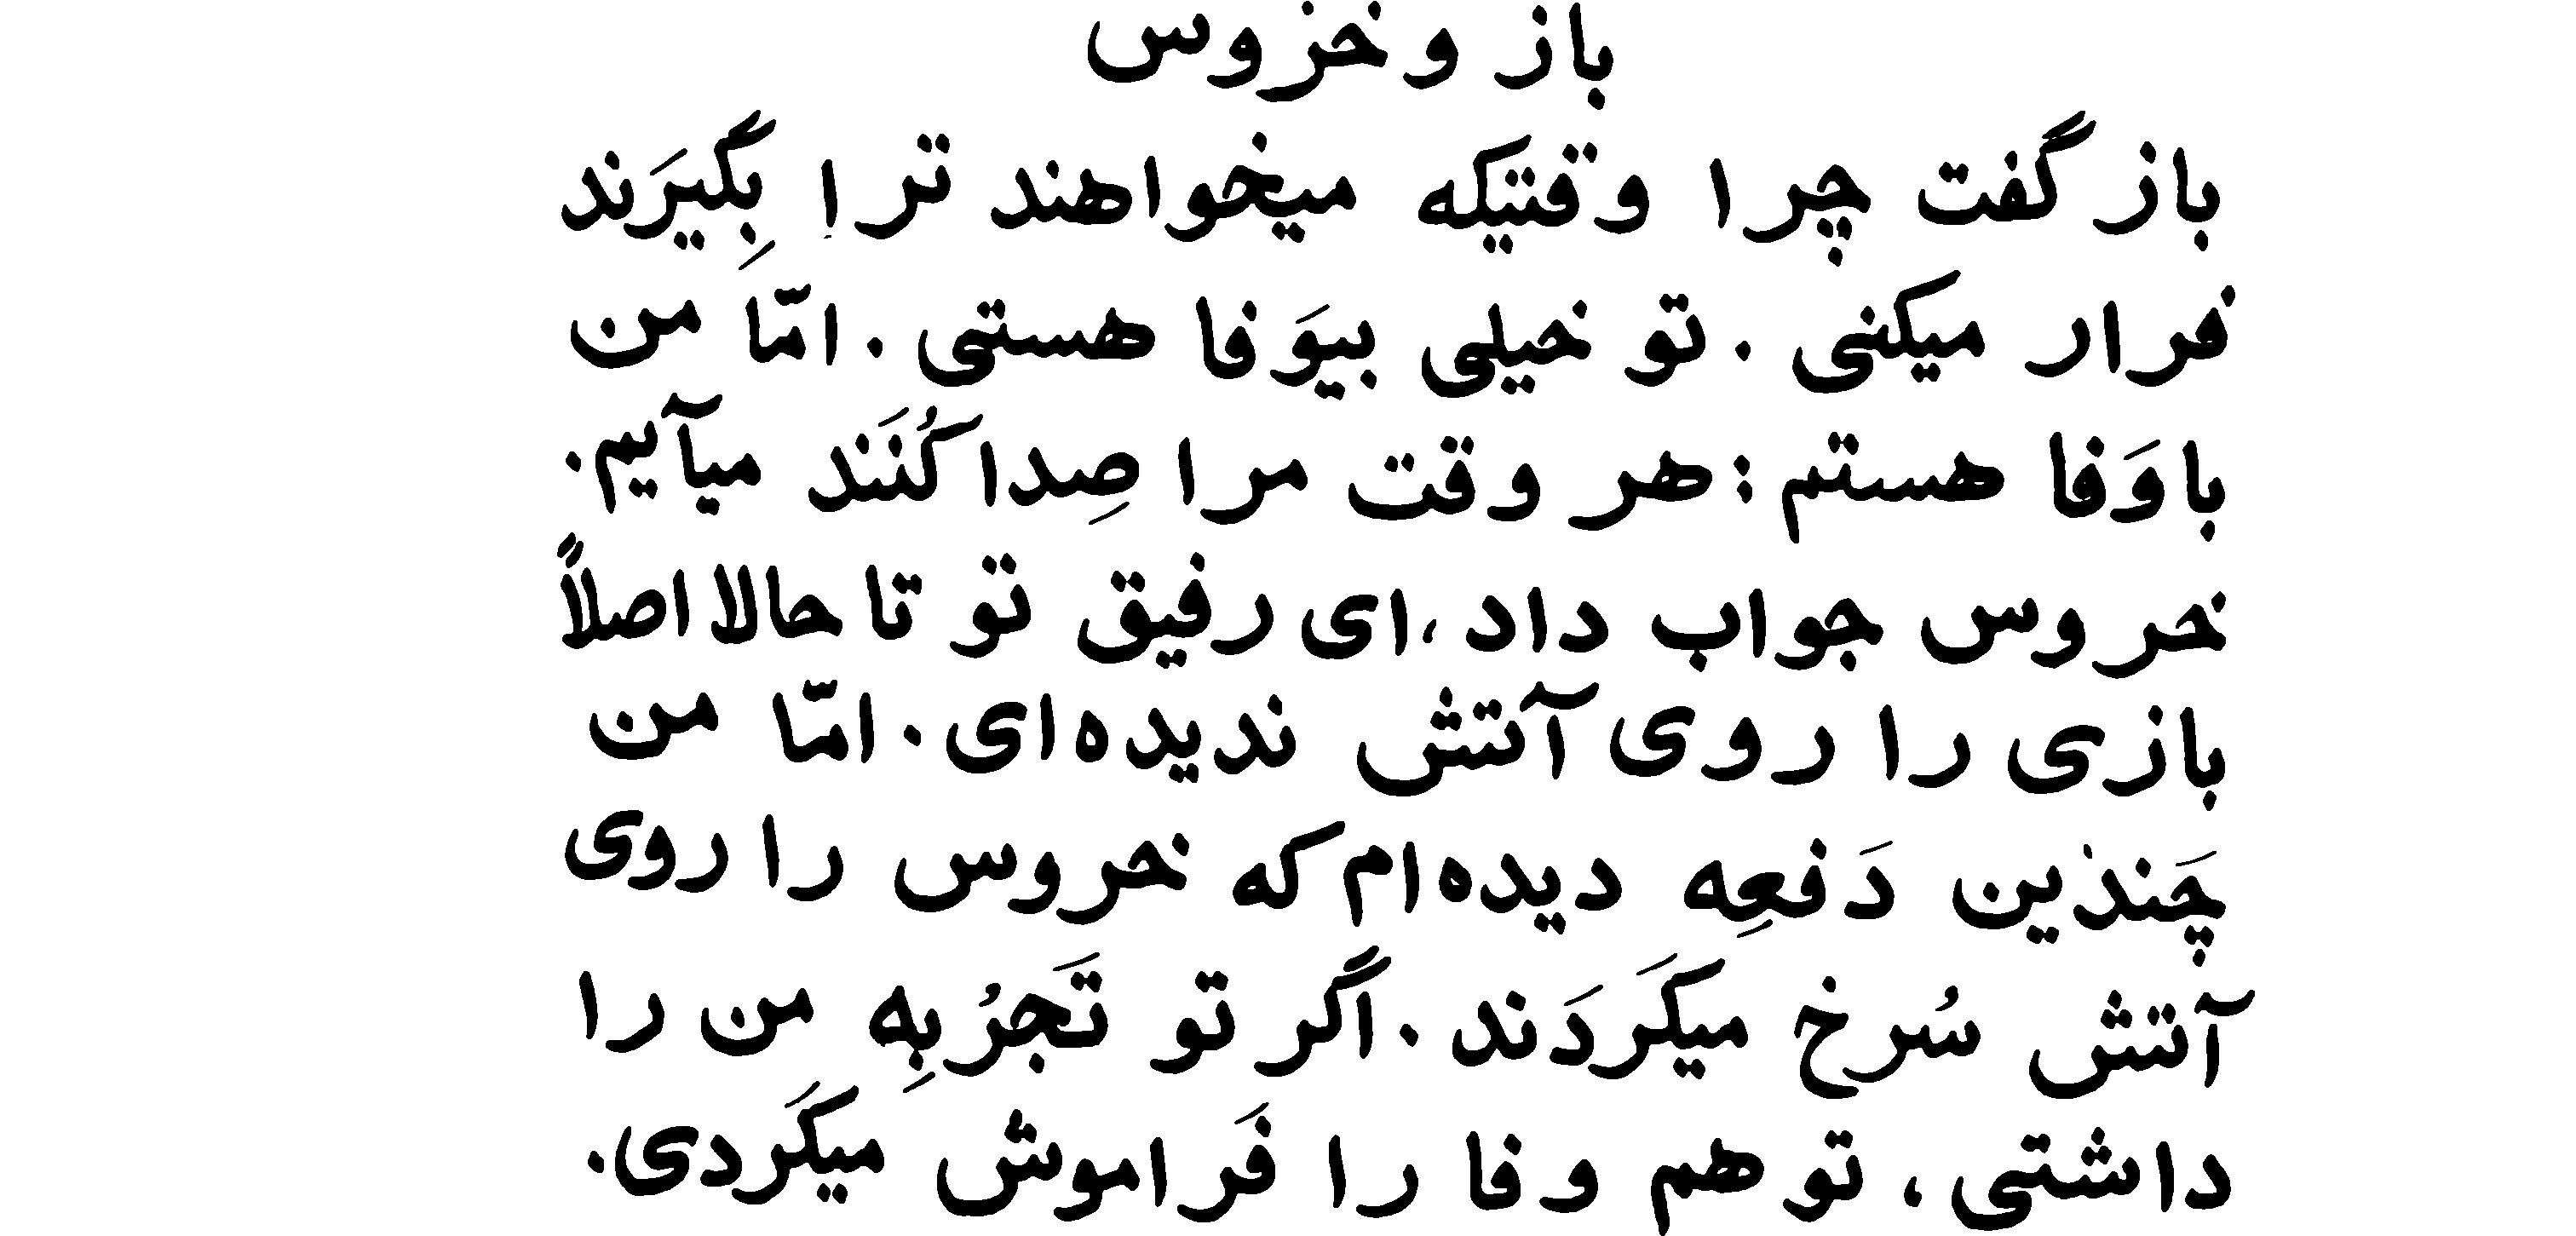 باز و خروس
باز گفت چرا وقتیکه میخواهند ترا بِگیرَند
فرار میکنی. تو خیلی بیوَفا هستی. امّا من
باوَفا هستم: هر وقت مرا صِدا کُنَند میآیم.
خروس جواب داد، ای رفیق تو تا حالا اصلاً
بازی را روی آتش ندیده‌ای. امّا من
چَندین دَفعِه دیده‌ام که خروس را روی
آتش سُرخ میکَردَند. اگر تو تَجرُبِه من را
داشتی، تو هم وفا را فَراموش میکَردی.